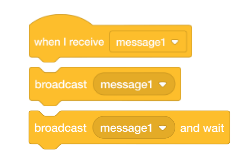 when I receive message1
broadcast message1
broadcast message1 and wait